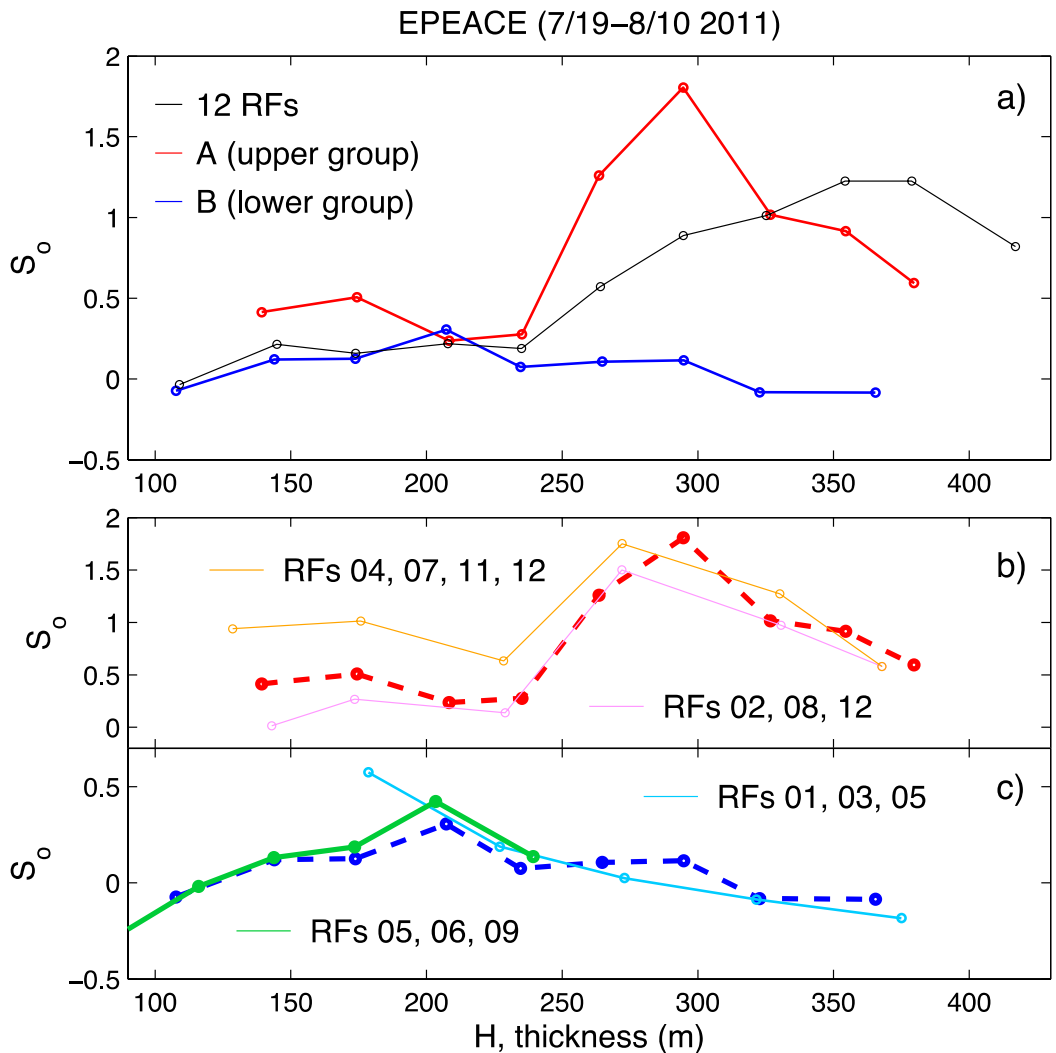 EPEACE (7/19−8/10 2011)
2
1.5
1
0.5
0
−0.5
S_o
12 RFs
A (upper group)
B (lower group)
a)
100 150 200 250 300 350 400
2
1.5
1
0.5
0
S_o
RFs 04, 07, 11, 12
RFs 02, 08, 12
b)
0.5
0
−0.5
S_o
RFs 01, 03, 05
RFs 05, 06, 09
c)
100 150 200 250 300 350 400
H, thickness (m)